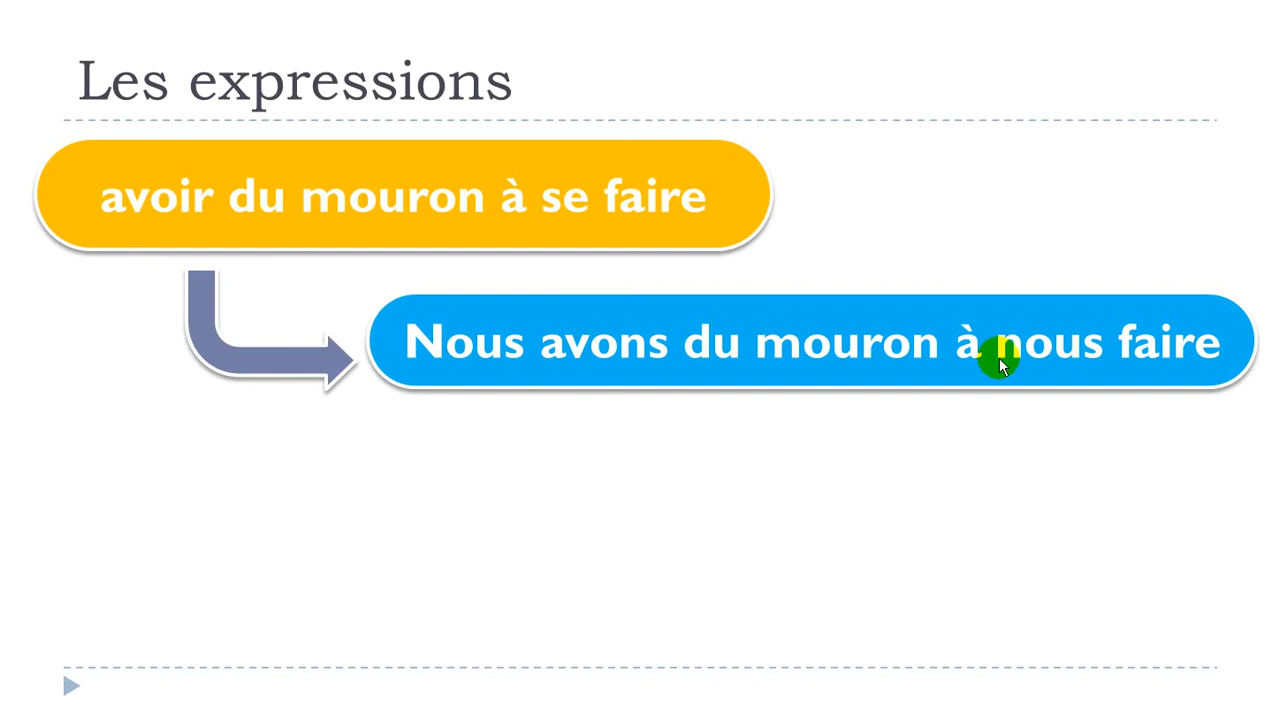 Les expressions
avoir du mouron à se faire
Nous avons du mouron à nous faire